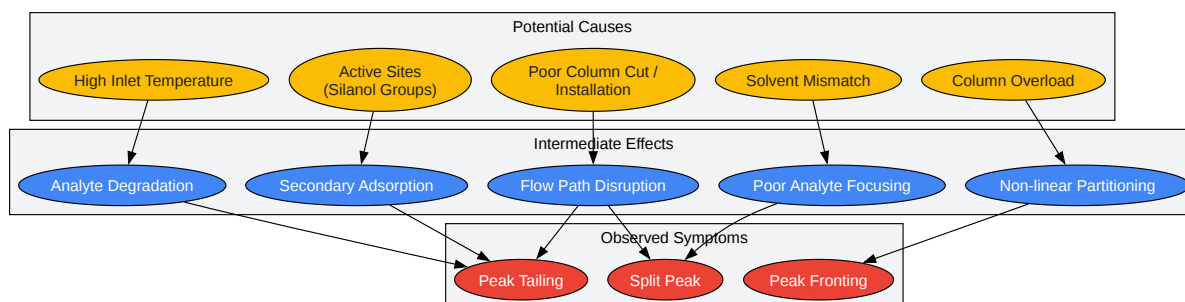 Potential Causes
High Inlet Temperature
Active Sites
(Silanol Groups)
Poor Column Cut /
Installation
Solvent Mismatch
Column Overload
Intermediate Effects
Analyte Degradation
Secondary Adsorption
Flow Path Disruption
Poor Analyte Focusing
Non-linear Partitioning
Observed Symptoms
Peak Tailing
Split Peak
Peak Fronting